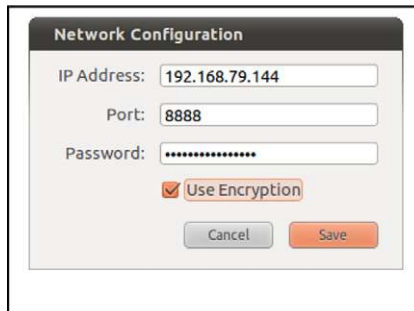 Network Configuration
IP Address: 192.168.79.144
Port: 8888
Password: ••••••••••••••••
Use Encryption
Cancel Save